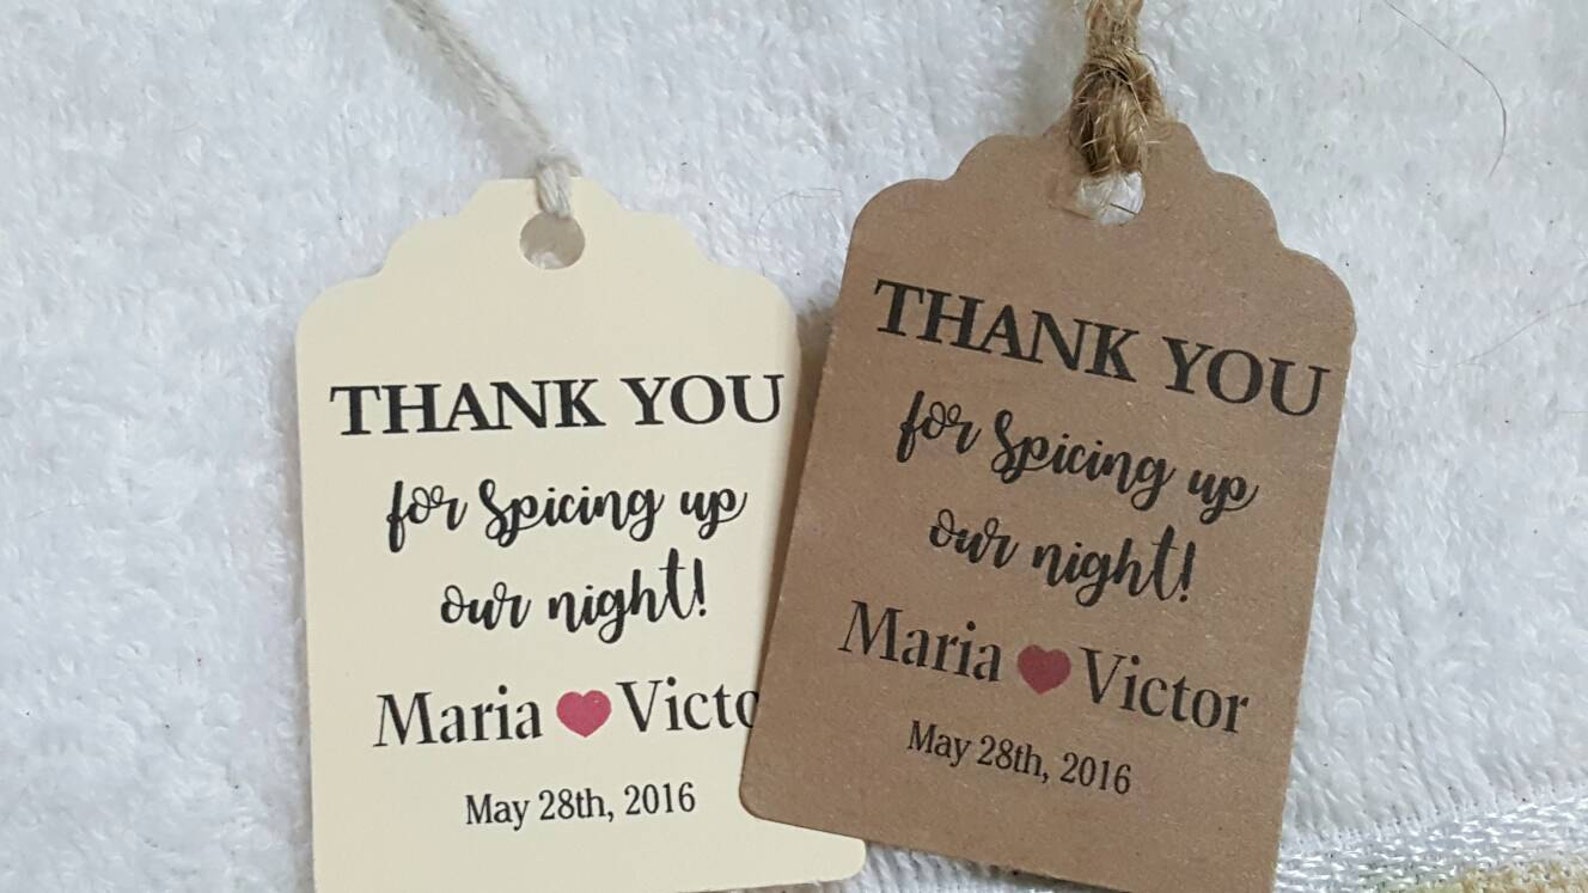 THANK YOU
for Spicing up
our night!
Maria ❤ Victo
May 28th, 2016
THANK YOU
for Spicing up
our night!
Maria ❤ Victor
May 28th, 2016